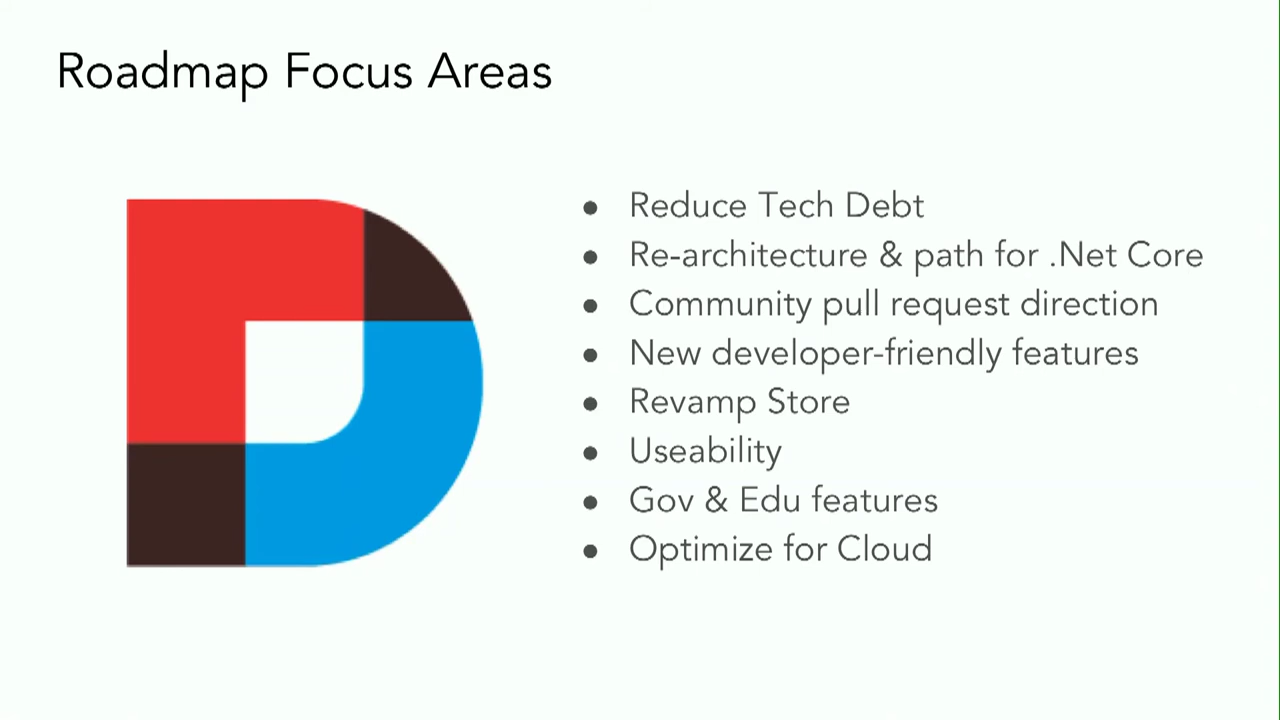 Roadmap Focus Areas
● Reduce Tech Debt
● Re-architecture & path for .Net Core
● Community pull request direction
● New developer-friendly features
● Revamp Store
● Useability
● Gov & Edu features
● Optimize for Cloud